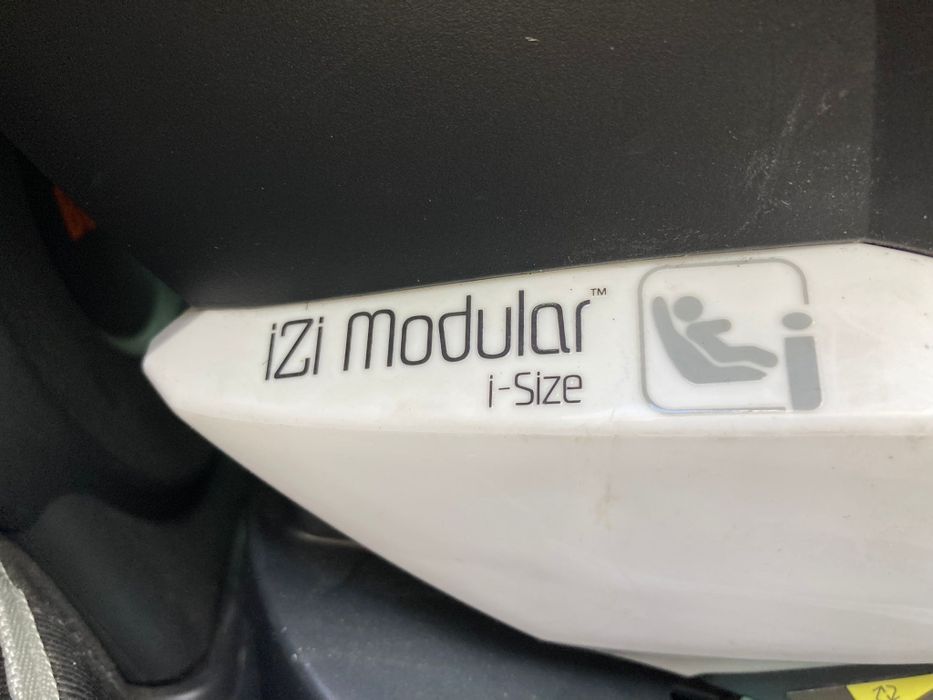 iZi Modular™
i-Size